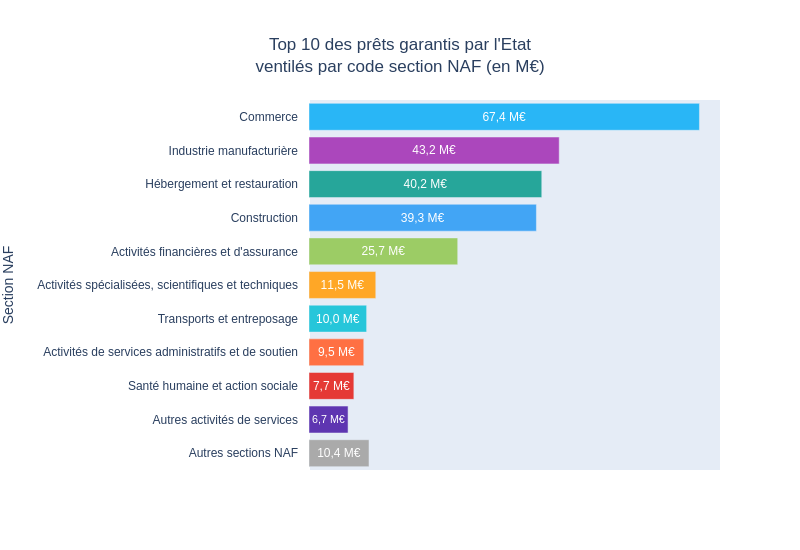 Top 10 des prêts garantis par l'Etat
ventilés par code section NAF (en M€)
Section NAF
Commerce 67,4 M€
Industrie manufacturière 43,2 M€
Hébergement et restauration 40,2 M€
Construction 39,3 M€
Activités financières et d'assurance 25,7 M€
Activités spécialisées, scientifiques et techniques 11,5 M€
Transports et entreposage 10,0 M€
Activités de services administratifs et de soutien 9,5 M€
Santé humaine et action sociale 7,7 M€
Autres activités de services 6,7 M€
Autres sections NAF 10,4 M€